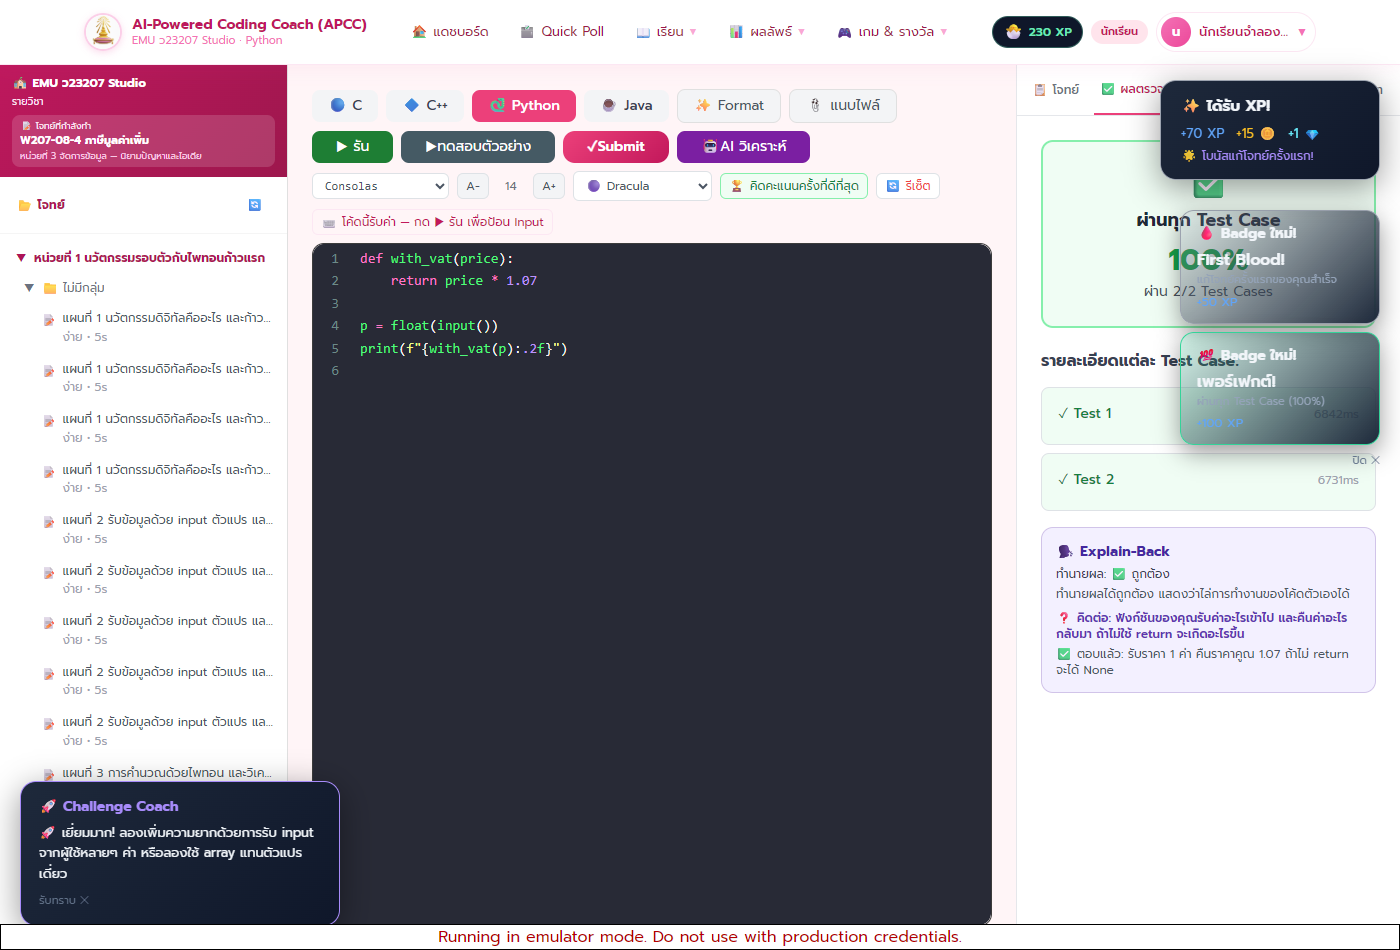 AI-Powered Coding Coach (APCC)
EMU ว23207 Studio · Python
แดชบอร์ด
Quick Poll
เรียน ▼
ผลลัพธ์ ▼
เกม & รางวัล ▼
230 XP
นักเรียน
u
นักเรียนจำลอง... ▼
EMU ว23207 Studio
รายวิชา
โจทย์ที่กำลังทำ
W207-08-4 ภาษีมูลค่าเพิ่ม
หน่วยที่ 3 จัดการข้อมูล — นิยามปัญหาและไอเดีย
โจทย์
▼ หน่วยที่ 1 นวัตกรรมรอบตัวกับไพทอนก้าวแรก
▼ ไม่มีกลุ่ม
แผนที่ 1 นวัตกรรมดิจิทัลคืออะไร และก้าว...
ง่าย • 5s
แผนที่ 1 นวัตกรรมดิจิทัลคืออะไร และก้าว...
ง่าย • 5s
แผนที่ 1 นวัตกรรมดิจิทัลคืออะไร และก้าว...
ง่าย • 5s
แผนที่ 1 นวัตกรรมดิจิทัลคืออะไร และก้าว...
ง่าย • 5s
แผนที่ 2 รับข้อมูลด้วย input ตัวแปร แล...
ง่าย • 5s
แผนที่ 2 รับข้อมูลด้วย input ตัวแปร แล...
ง่าย • 5s
แผนที่ 2 รับข้อมูลด้วย input ตัวแปร แล...
ง่าย • 5s
แผนที่ 2 รับข้อมูลด้วย input ตัวแปร แล...
ง่าย • 5s
แผนที่ 2 รับข้อมูลด้วย input ตัวแปร แล...
ง่าย • 5s
แผนที่ 3 การคำนวณด้วยไพทอน และวิเค...
Challenge Coach
เยี่ยมมาก! ลองเพิ่มความยากด้วยการรับ input
จากผู้ใช้หลายๆ ค่า หรือลองใช้ array แทนตัวแปร
เดี่ยว
รับทราบ ✕
C
C++
Python
Java
Format
แนบไฟล์
▶ รัน
▶ทดสอบตัวอย่าง
✓Submit
AI วิเคราะห์
Consolas
A-
14
A+
Dracula
คิดคะแนนครั้งที่ดีที่สุด
รีเซ็ต
โค้ดนี้รับค่า — กด ▶ รัน เพื่อป้อน Input
1 def with_vat(price):
2 return price * 1.07
3
4 p = float(input())
5 print(f"{with_vat(p):.2f}")
6
โจทย์
ผลตรวจ
ได้รับ XP!
+70 XP +15 +1
โบนัสแก้โจทย์ครั้งแรก!
ผ่านทุก Test Case
100%
ผ่าน 2/2 Test Cases
Badge ใหม่!
First Blood!
รายละเอียดแต่ละ Test Case:
Badge ใหม่!
เพอร์เฟกต์!
✓ Test 1
6842ms
ปิด ✕
✓ Test 2
6731ms
Explain-Back
ทำนายผล: ✅ ถูกต้อง
ทำนายผลได้ถูกต้อง แสดงว่าไล่การทำงานของโค้ดตัวเองได้
❓ คิดต่อ: ฟังก์ชันของคุณรับค่าอะไรเข้าไป และคืนค่าอะไร
กลับมา ถ้าไม่ใช้ return จะเกิดอะไรขึ้น
✅ ตอบแล้ว: รับราคา 1 ค่า คืนราคาคูณ 1.07 ถ้าไม่ return
จะได้ None
Running in emulator mode. Do not use with production credentials.